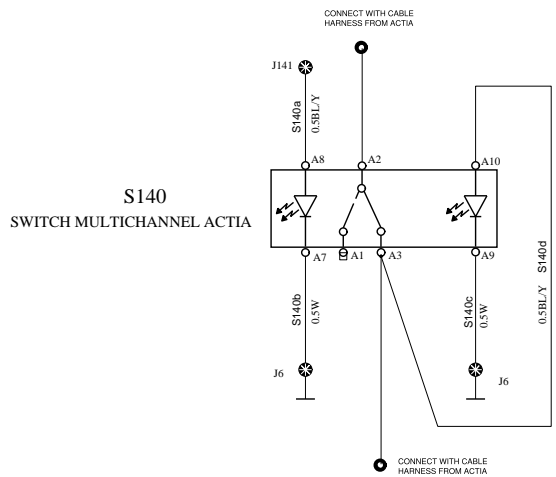 CONNECT WITH CABLE
HARNESS FROM ACTIA
J141
S140a
0.5BL/Y
A8
A2
A10
S140
SWITCH MULTICHANNEL ACTIA
A7
A1
A3
A9
S140b
0.5W
S140c
0.5W
0.5BL/Y S140d
J6
J6
CONNECT WITH CABLE
HARNESS FROM ACTIA